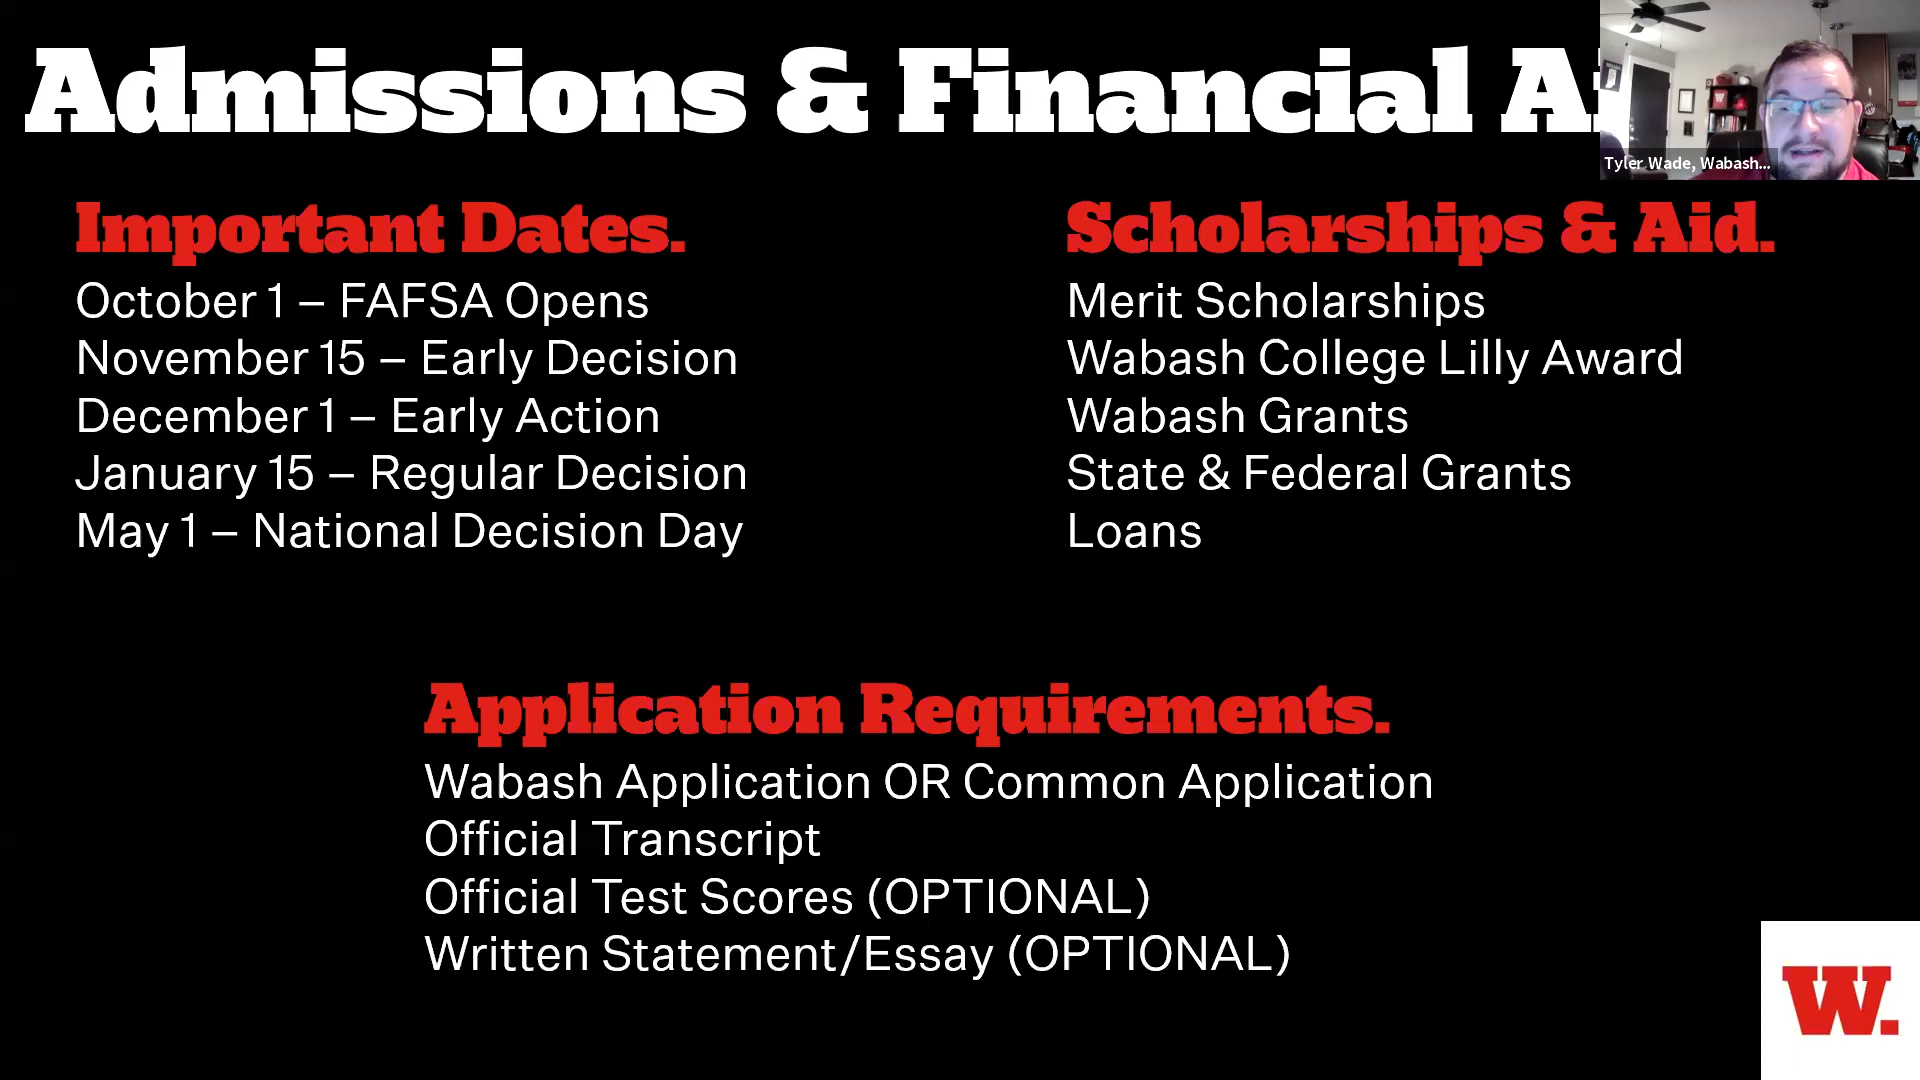 Admissions & Financial
Tyler Wade, Wabash...
Important Dates.
October 1 – FAFSA Opens
November 15 – Early Decision
December 1 – Early Action
January 15 – Regular Decision
May 1 – National Decision Day
Scholarships & Aid.
Merit Scholarships
Wabash College Lilly Award
Wabash Grants
State & Federal Grants
Loans
Application Requirements.
Wabash Application OR Common Application
Official Transcript
Official Test Scores (OPTIONAL)
Written Statement/Essay (OPTIONAL)
W.